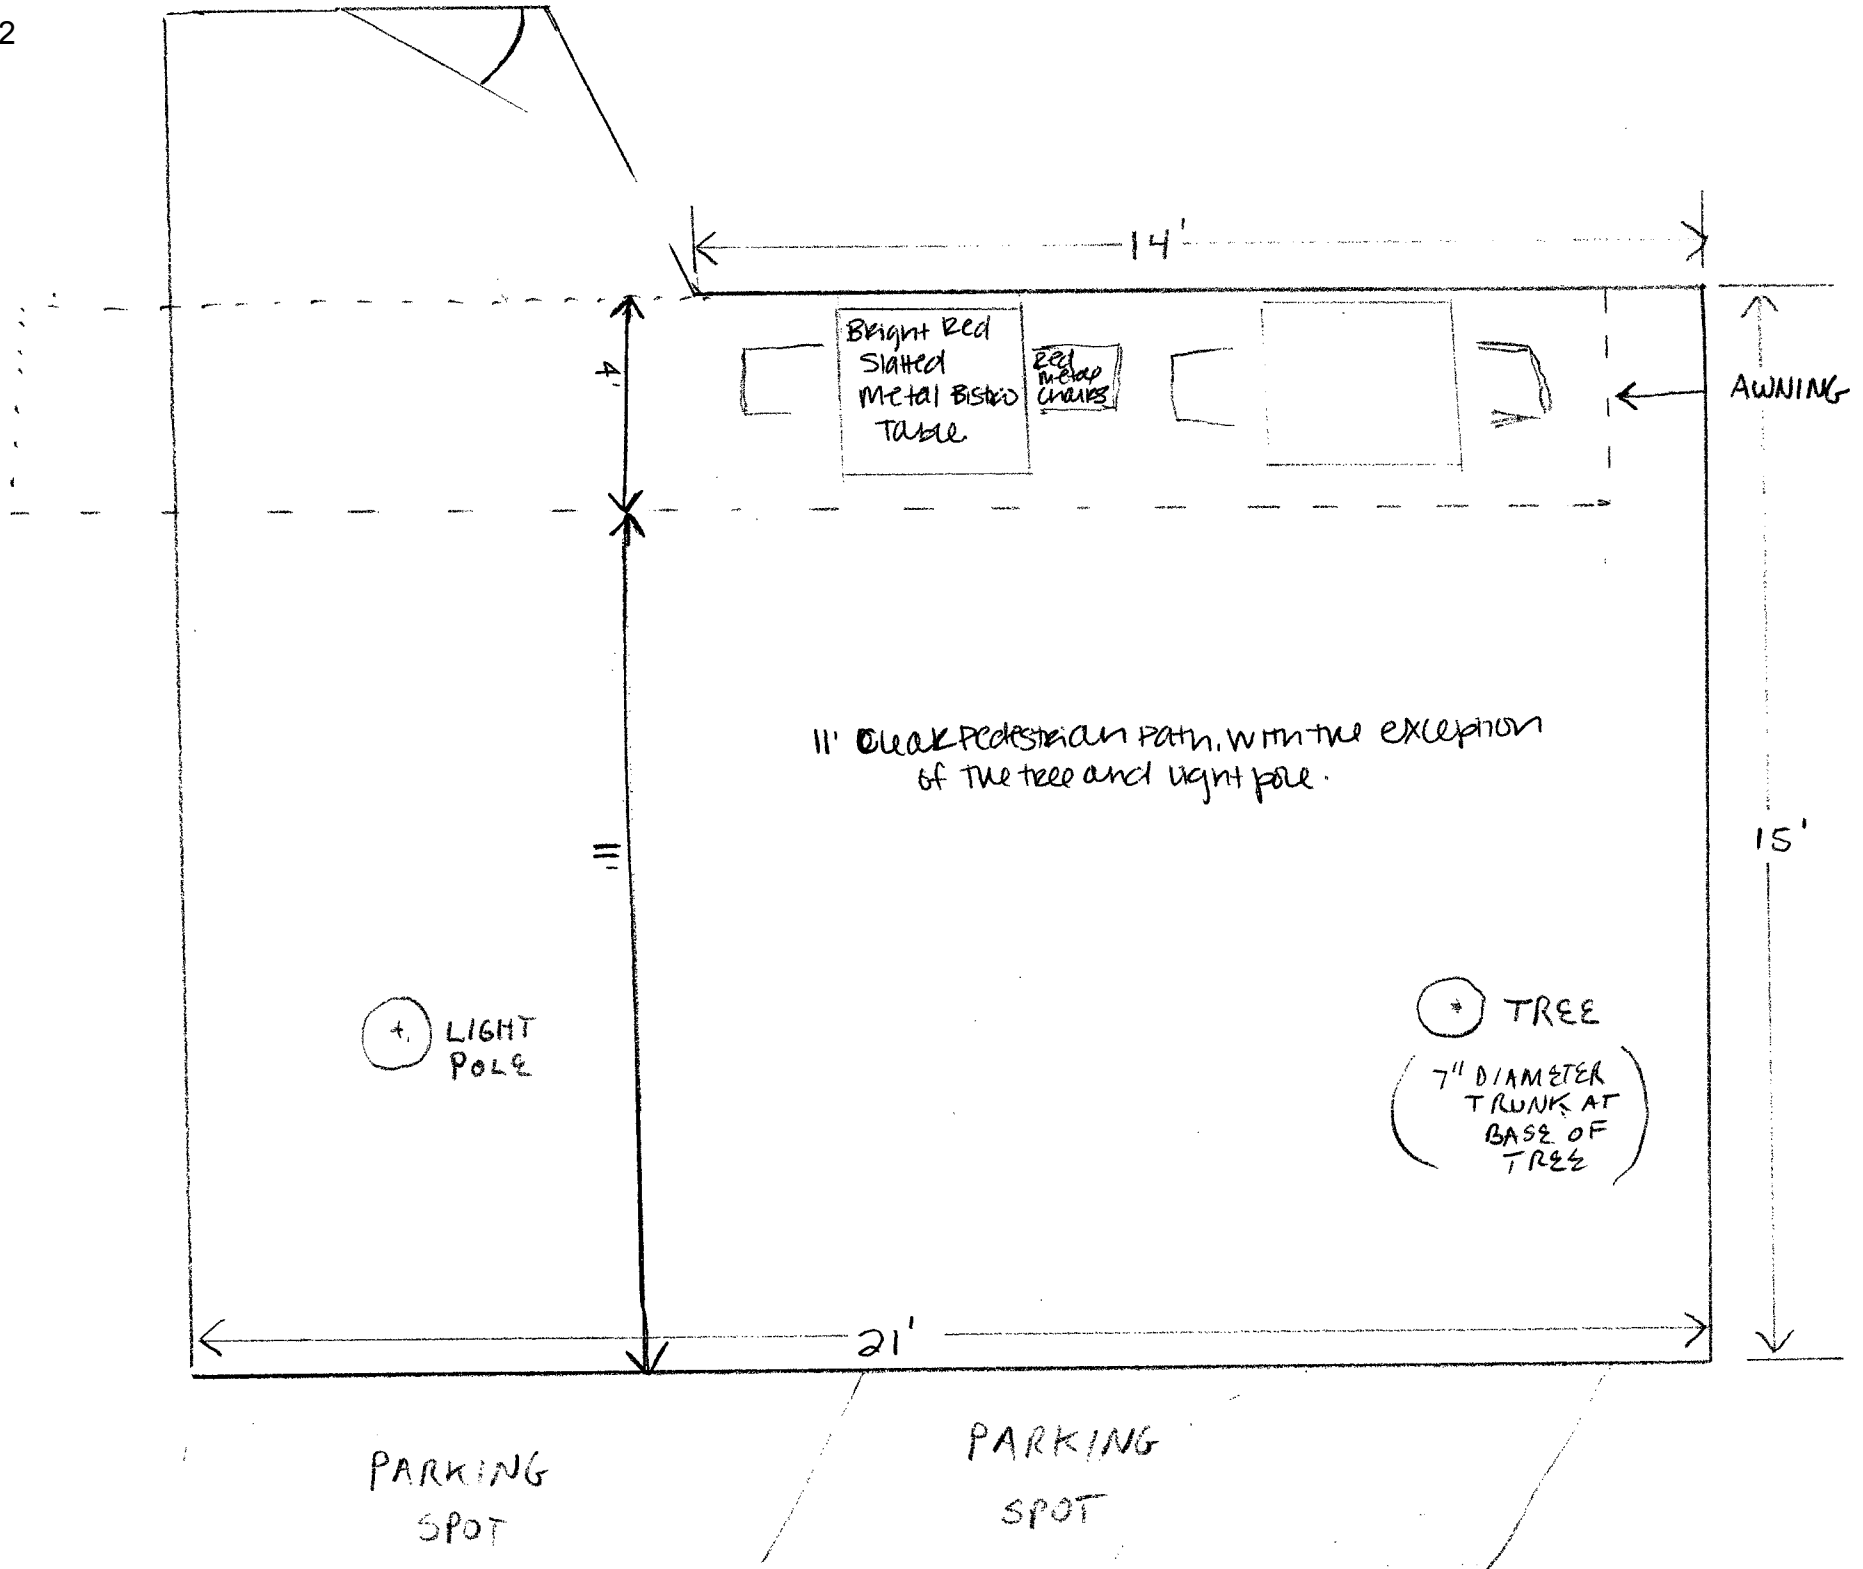 2
14'
Bright Red
Slatted
Metal Bistro
Table.
Red
Metal
Chairs
4'
AWNING
11' Clear Pedestrian Path, with the exception
of the tree and light pole.
15'
11'
LIGHT
POLE
TREE
7" DIAMETER
TRUNK AT
BASE OF
TREE
21'
PARKING
SPOT
PARKING
SPOT